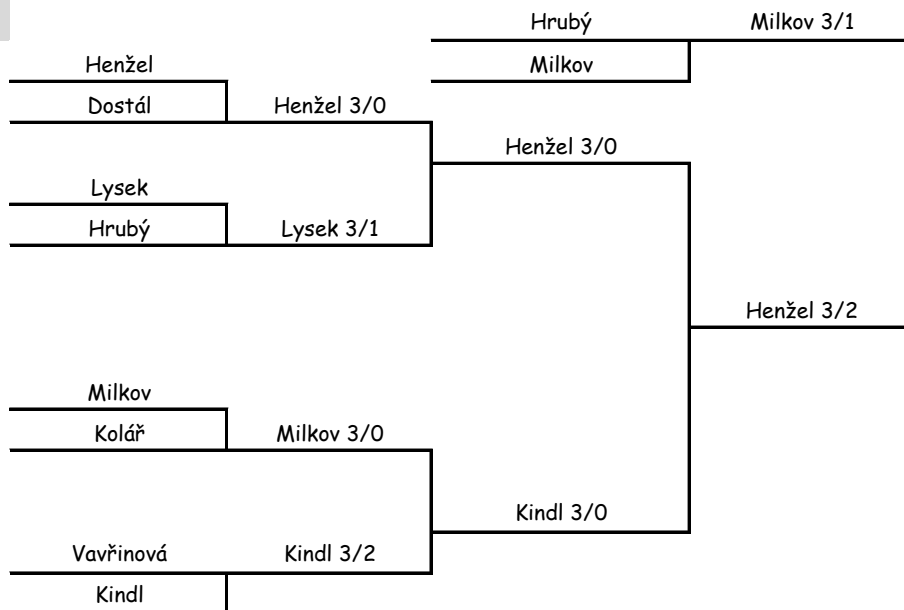 Hrubý Milkov 3/1
Henžel Milkov
Dostál Henžel 3/0
Henžel 3/0
Lysek
Hrubý Lysek 3/1
Henžel 3/2
Milkov
Kolář Milkov 3/0
Kindl 3/0
Vavřinová Kindl 3/2
Kindl